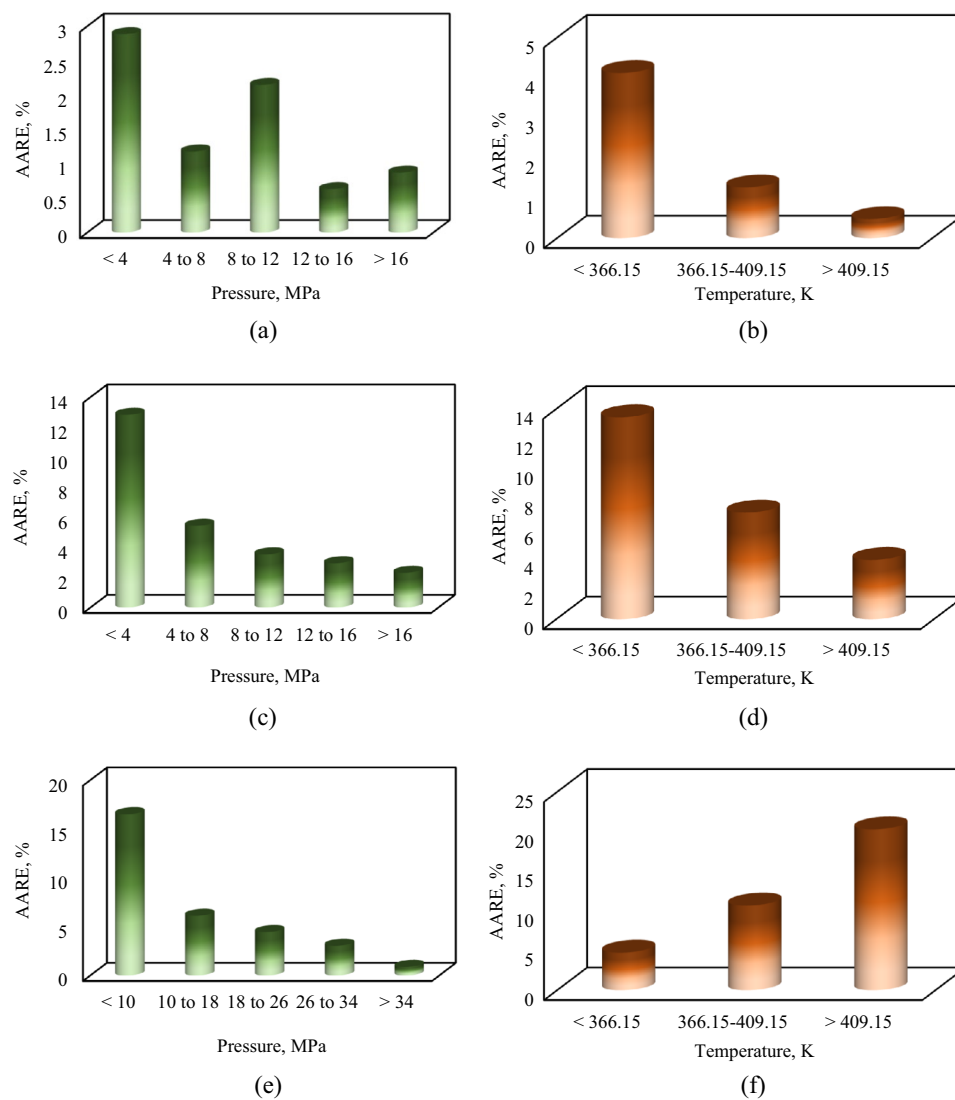 3
2.5
2
1.5
1
0.5
0
AARE, %
< 4 4 to 8 8 to 12 12 to 16 > 16
Pressure, MPa
(a)
5
4
3
2
1
0
AARE, %
< 366.15 366.15-409.15 > 409.15
Temperature, K
(b)
14
12
10
8
6
4
2
0
AARE, %
< 4 4 to 8 8 to 12 12 to 16 > 16
Pressure, MPa
(c)
14
12
10
8
6
4
2
0
AARE, %
< 366.15 366.15-409.15 > 409.15
Temperature, K
(d)
20
15
10
5
0
AARE, %
< 10 10 to 18 18 to 26 26 to 34 > 34
Pressure, MPa
(e)
25
20
15
10
5
0
AARE, %
< 366.15 366.15-409.15 > 409.15
Temperature, K
(f)